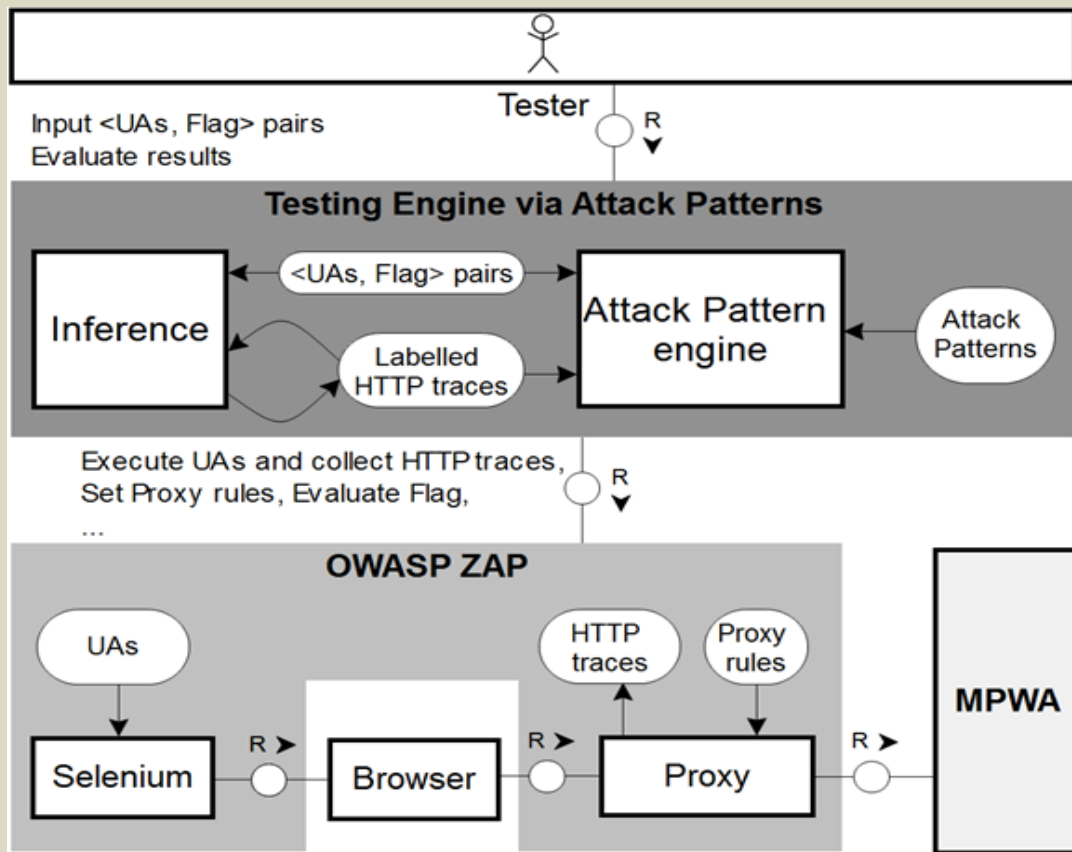 Tester
R
Input <UAs, Flag> pairs
Evaluate results
Testing Engine via Attack Patterns
<UAs, Flag> pairs
Inference
Labelled
HTTP traces
Attack Pattern
engine
Attack
Patterns
Execute UAs and collect HTTP traces,
Set Proxy rules, Evaluate Flag,
...
R
OWASP ZAP
UAs
HTTP
traces
Proxy
rules
MPWA
Selenium
R
Browser
R
Proxy
R